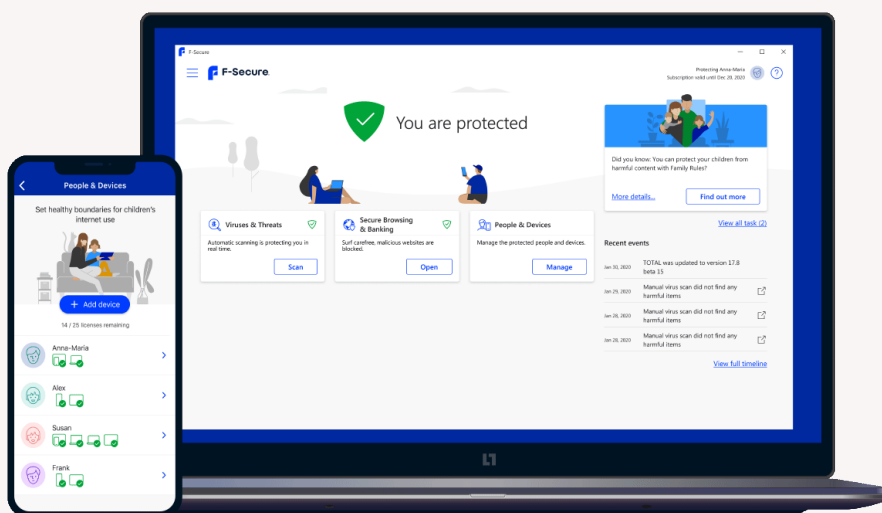 F-Secure
F-Secure.
Protecting Anna-Maria
Subscription valid until Dec 20, 2020
You are protected
Did you know: You can protect your children from
harmful content with Family Rules?
More details...
Find out more
View all task (2)
Viruses & Threats
Automatic scanning is protecting you in
real time.
Scan
Secure Browsing
& Banking
Surf carefree, malicious websites are
blocked.
Open
People & Devices
Manage the protected people and devices.
Manage
Recent events
Jan 30, 2020
TOTAL was updated to version 17.8
beta 15
Jan 29, 2020
Manual virus scan did not find any
harmful items
Jan 28, 2020
Manual virus scan did not find any
harmful items
Jan 28, 2020
Manual virus scan did not find any
harmful items
View full timeline
People & Devices
Set healthy boundaries for children's
internet use
+ Add device
14 / 25 licenses remaining
Anna-Maria
Alex
Susan
Frank